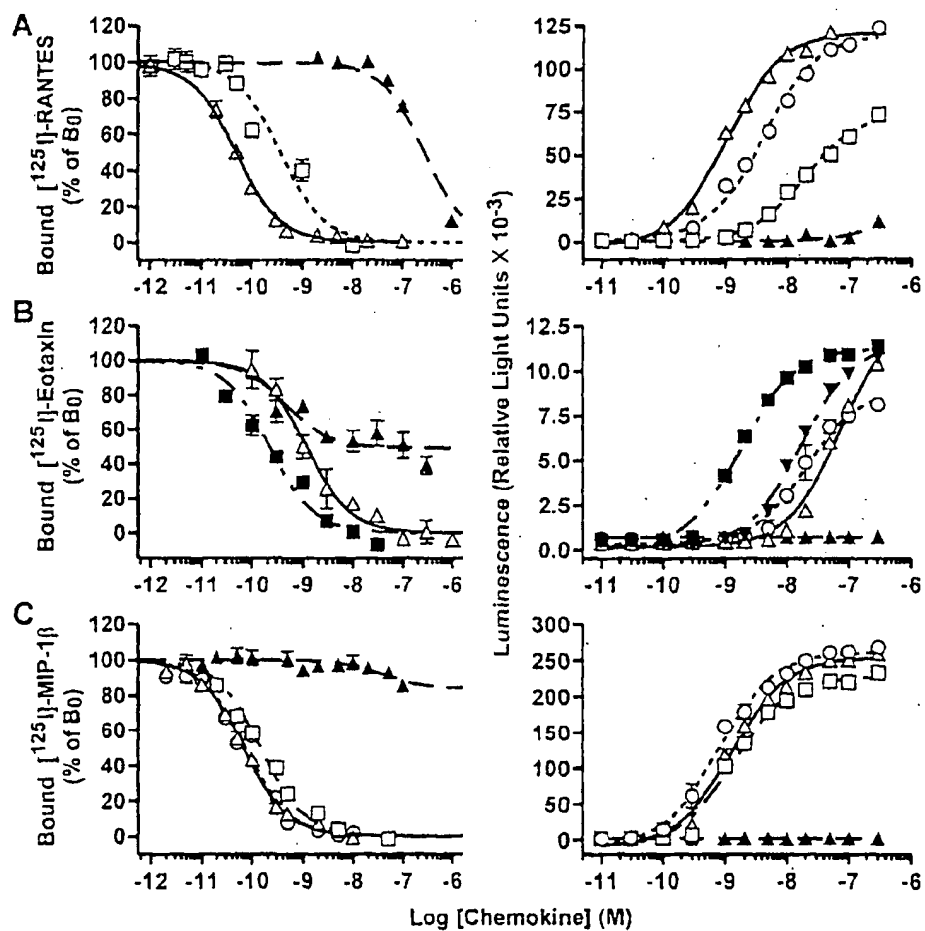 A
Bound [125I]-RANTES
(% of B0)
120
100
80
60
40
20
0
-12 -11 -10 -9 -8 -7 -6
125
100
75
50
25
0
-11 -10 -9 -8 -7 -6
B
Bound [125I]-Eotaxin
(% of B0)
120
100
80
60
40
20
0
-12 -11 -10 -9 -8 -7 -6
12.5
10.0
7.5
5.0
2.5
0.0
-11 -10 -9 -8 -7 -6
C
Bound [125I]-MIP-1β
(% of B0)
120
100
80
60
40
20
0
-12 -11 -10 -9 -8 -7 -6
300
250
200
150
100
50
0
-11 -10 -9 -8 -7 -6
Luminescence (Relative Light Units X 10-3)
Log [Chemokine] (M)